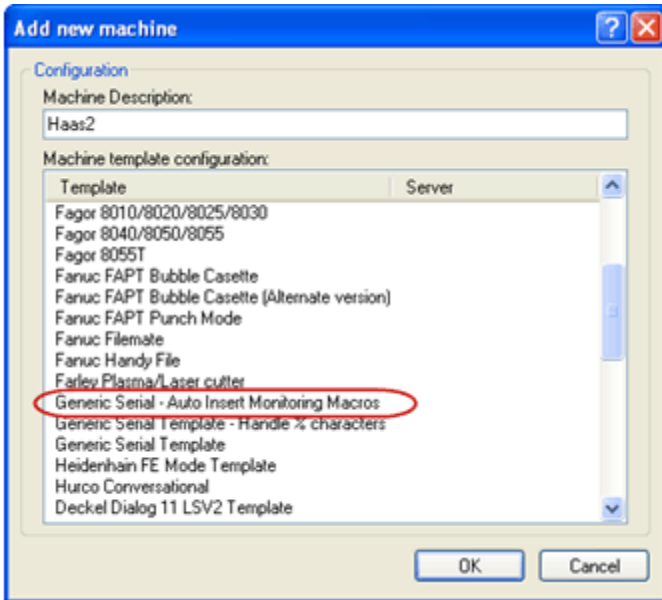 Add new machine
Configuration
Machine Description:
Haas2
Machine template configuration:
Template Server
Fagor 8010/8020/8025/8030
Fagor 8040/8050/8055
Fagor 8055T
Fanuc FAPT Bubble Casette
Fanuc FAPT Bubble Casette (Alternate version)
Fanuc FAPT Punch Mode
Fanuc Filemate
Fanuc Handy File
Farley Plasma/Laser cutter
Generic Serial - Auto Insert Monitoring Macros
Generic Serial Template - Handle % characters
Generic Serial Template
Heidenhain FE Mode Template
Hurco Conversational
Deckel Dialog 11 LSV2 Template
OK Cancel